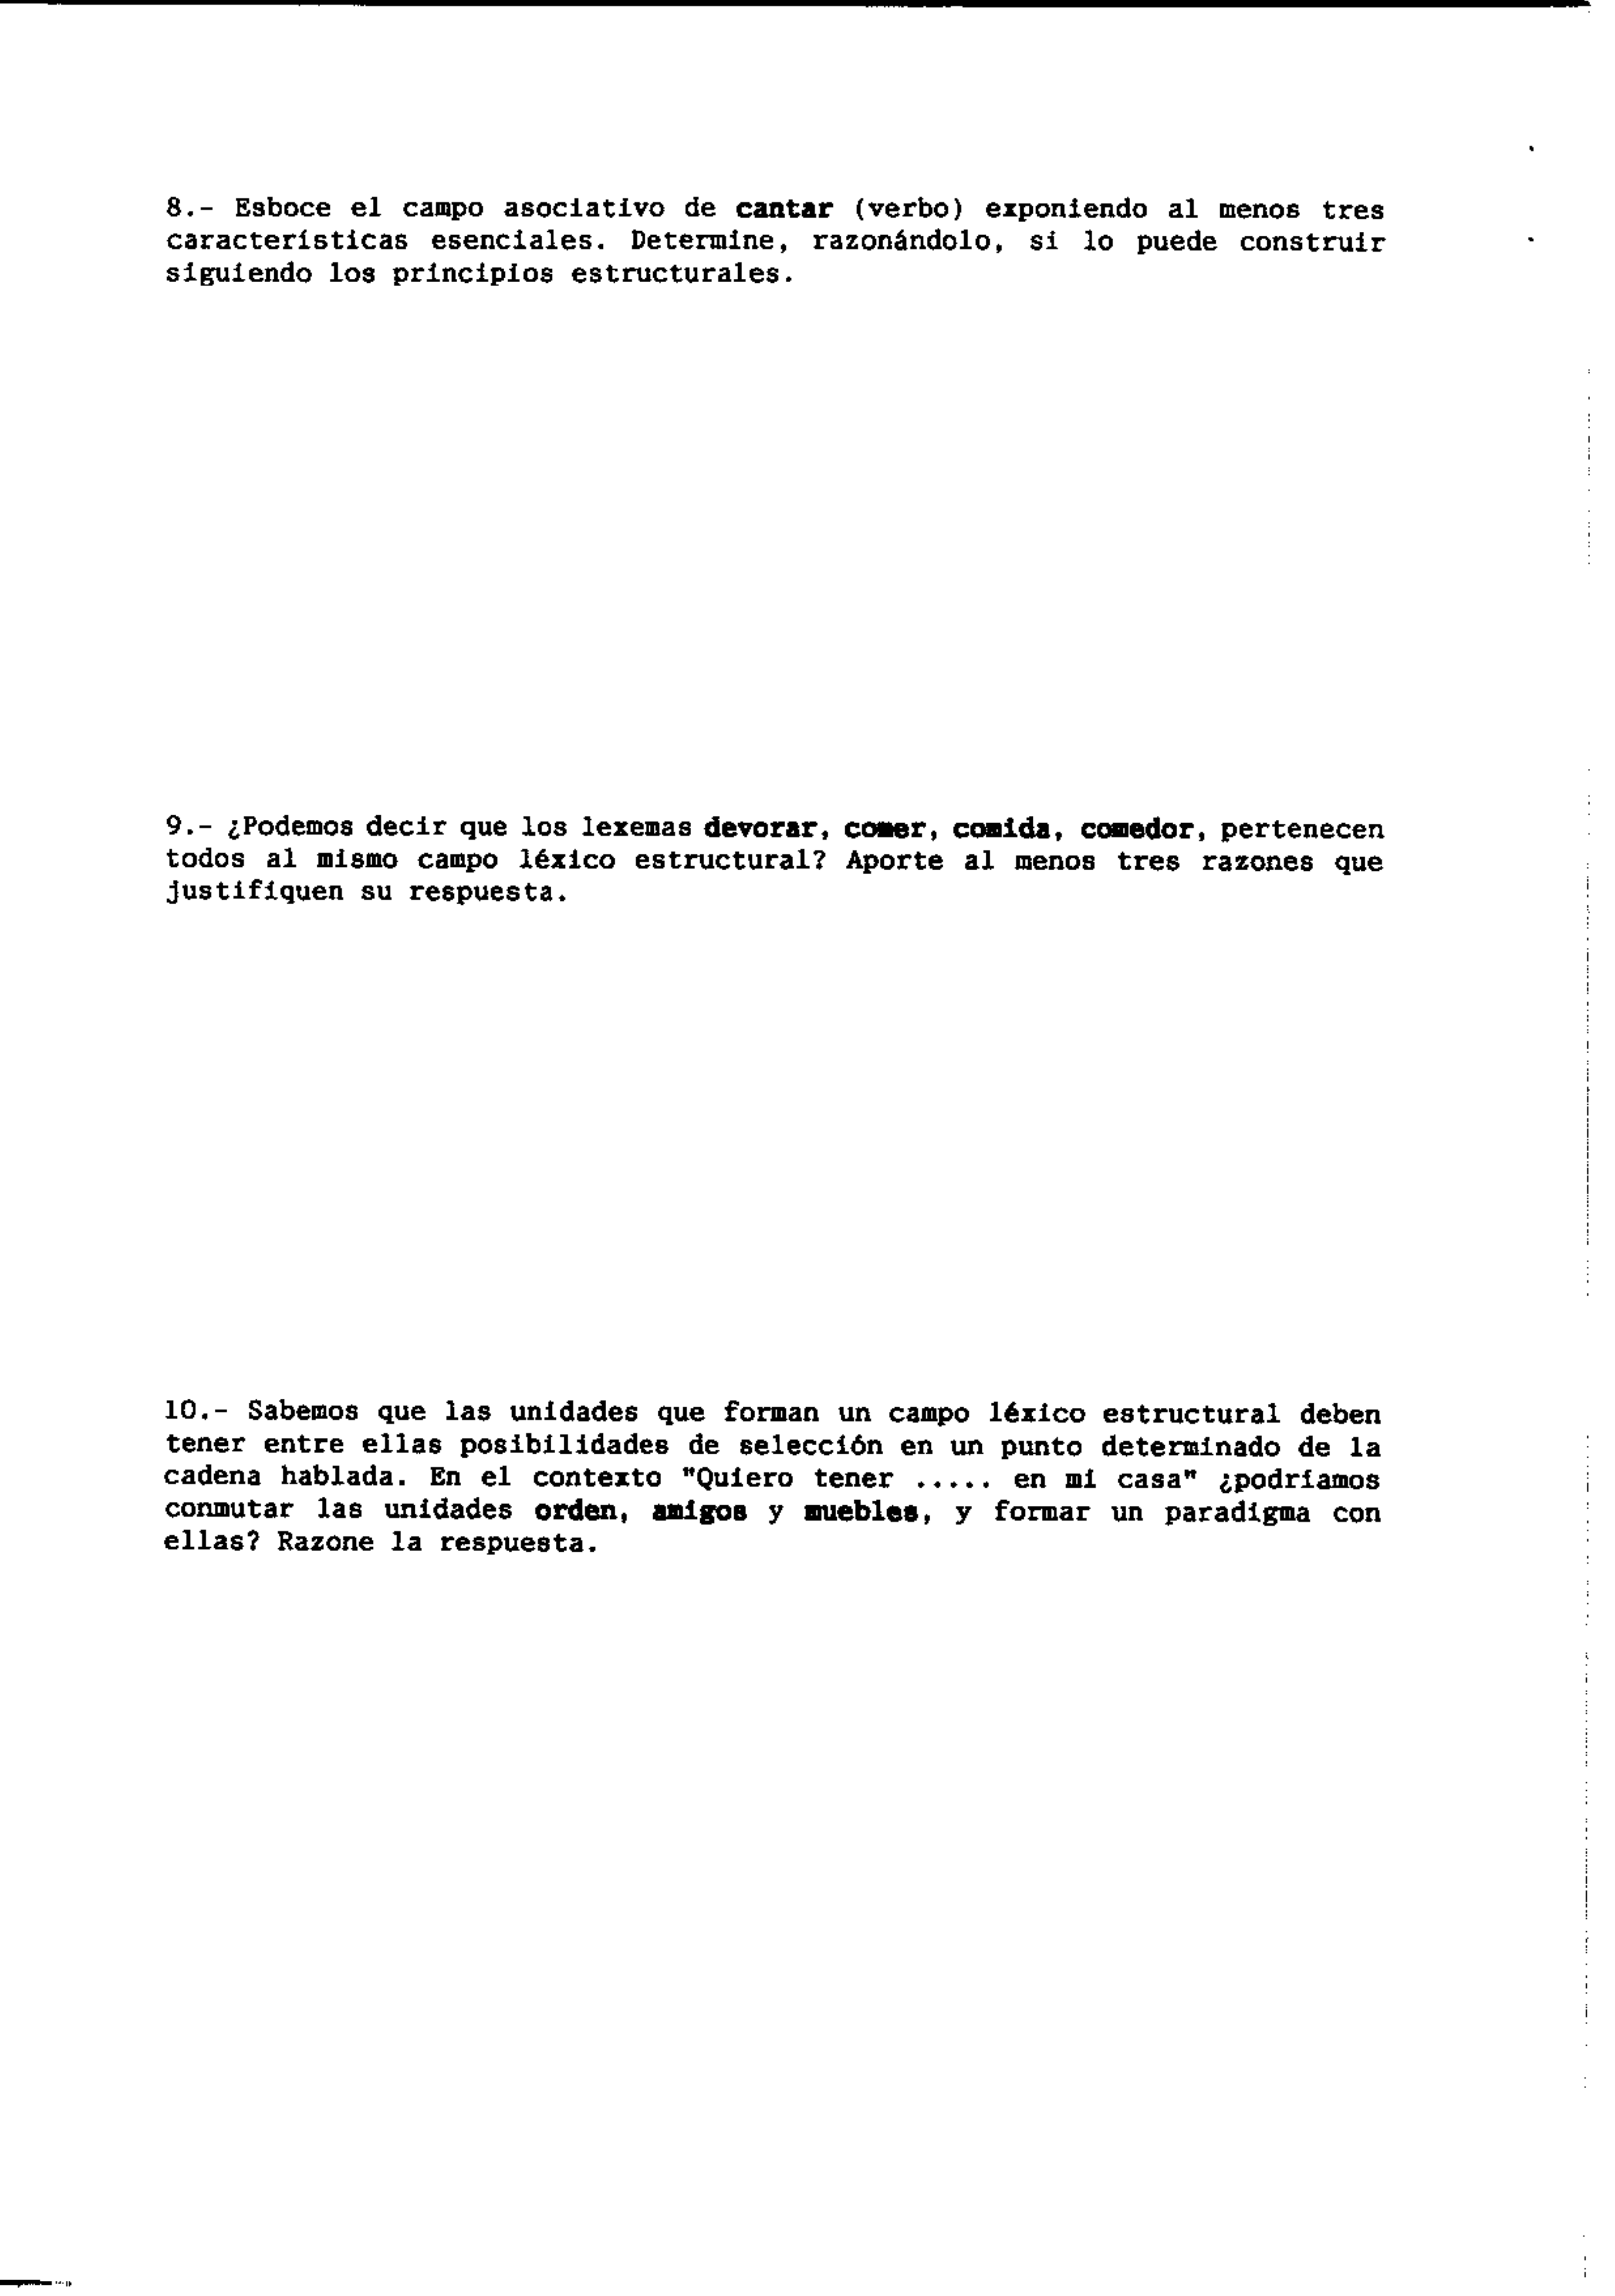 8.- Esboce el campo asociativo de cantar (verbo) exponiendo al menos tres
características esenciales. Determine, razonándolo, si lo puede construir
siguiendo los principios estructurales.
9.- ¿Podemos decir que los lexemas devorar, comer, comida, comedor, pertenecen
todos al mismo campo léxico estructural? Aporte al menos tres razones que
justifiquen su respuesta.
10.- Sabemos que las unidades que forman un campo léxico estructural deben
tener entre ellas posibilidades de selección en un punto determinado de la
cadena hablada. En el contexto "Quiero tener ..... en mi casa" ¿podríamos
conmutar las unidades orden, amigos y muebles, y formar un paradigma con
ellas? Razone la respuesta.